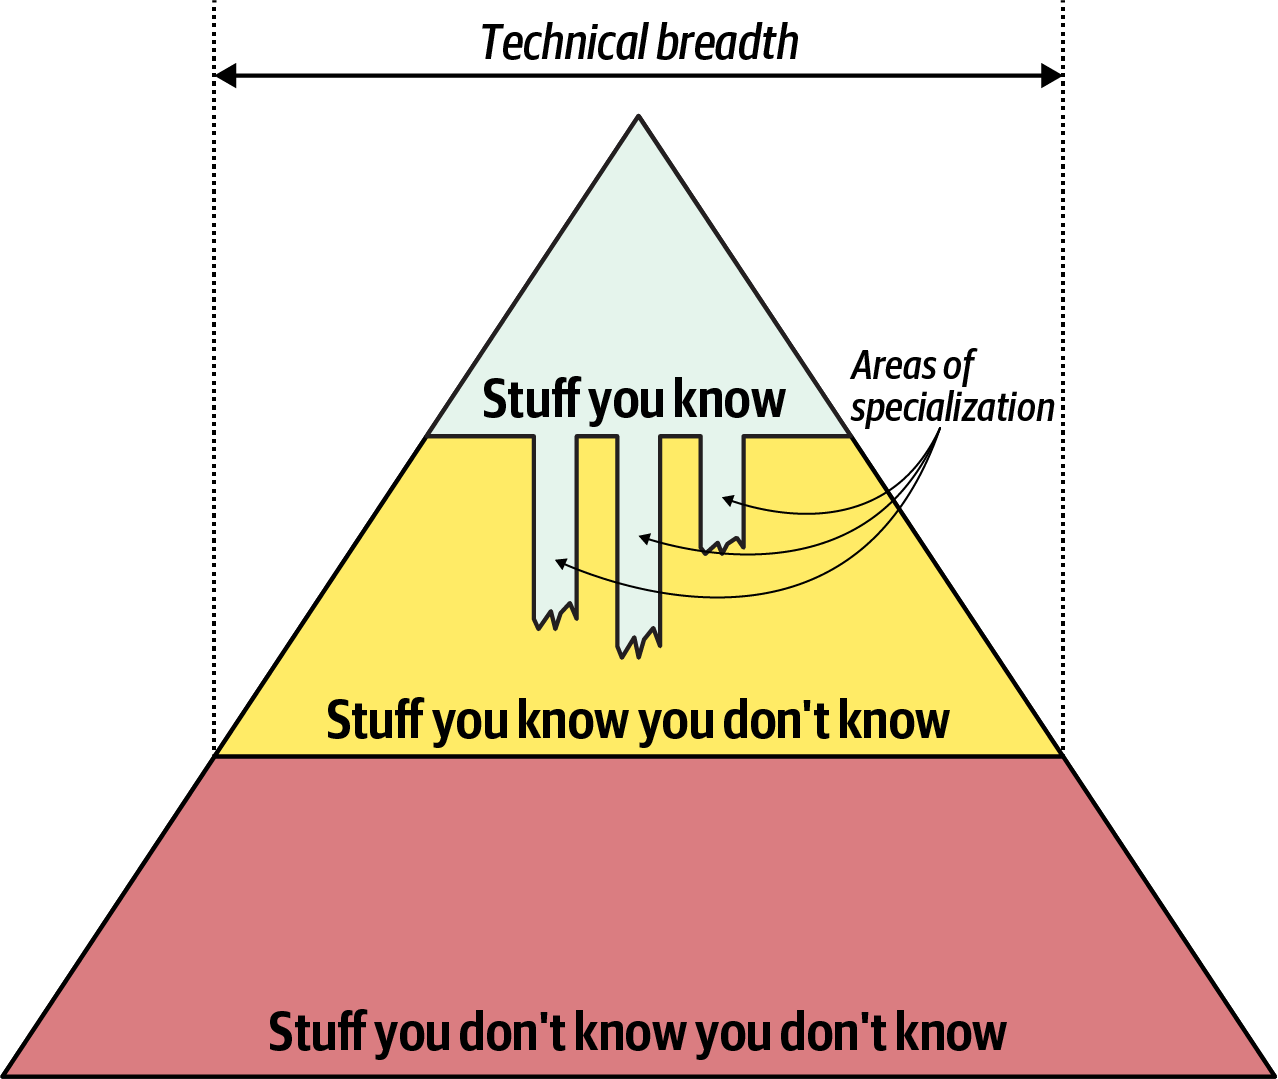 Technical breadth
Areas of
specialization
Stuff you know
Stuff you know you don't know
Stuff you don't know you don't know